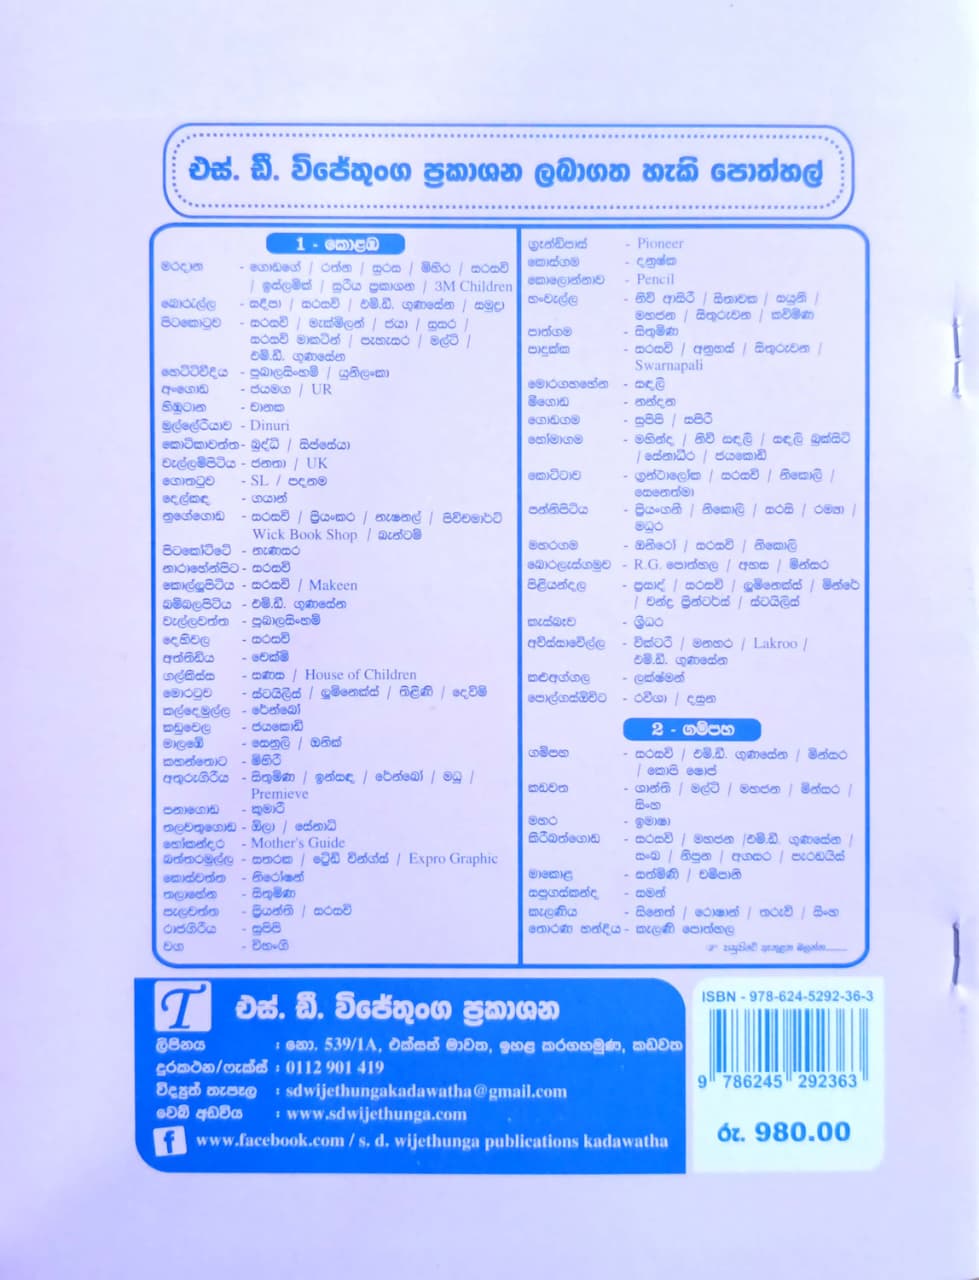 එස්. ඩී. විජේතුංග ප්‍රකාශන ලබාගත හැකි පොත්හල්
1 - කොළඹ
මරදාන - ගොඩගේ / රත්න / සුරස / මිහිර / සරසවි
/ ඉස්ලමික් / සූරිය ප්‍රකාශන / 3M Children
බොරැල්ල - සඳීපා / සරසවි / එම්.ඩී. ගුණසේන / සමුද්‍රා
පිටකොටුව - සරසවි / මැක්මිලන් / ජයා / සුසර /
සරසවි මාකටින් / පැහැසර / මල්ටි /
එම්.ඩී. ගුණසේන
හෙට්ටිවීදිය - පූබාලසිංහම් / යුනිලංකා
අංගොඩ - ජයමග / UR
හිඹුටාන - චානක
මුල්ලේරියාව - Dinuri
කොටිකාවත්ත - බුද්ධි / සිප්සේයා
වැල්ලම්පිටිය - ජනතා / UK
ගොතටුව - SL / පදනම
දෙල්කඳ - ගයාන්
නුගේගොඩ - සරසවි / ප්‍රියංකර / නැෂනල් / පිව්චමාර්ට්
Wick Book Shop / බැන්ටම්
පිටකෝට්ටේ - නැණසර
නාරාහේන්පිට - සරසවි
කොල්ලුපිටිය - සරසවි / Makeen
බම්බලපිටිය - එම්.ඩී. ගුණසේන
වැල්ලවත්ත - පූබාලසිංහම්
දෙහිවල - සරසවි
අත්තිඩිය - චෙක්මි
ගල්කිස්ස - සණස / House of Children
මොරටුව - ස්ටයිලිස් / ලුමිනෙක්ස් / තිළිණි / දෙව්මි
කල්දෙමුල්ල - රේන්බෝ
කඩුවෙල - ජයකොඩි
මාලඹේ - සෙනුලි / ඔනික්
කහන්තොට - මිහිරි
අතුරුගිරිය - සිතුමිණ / ඉන්සඳ / රේන්බෝ / මධූ /
Premieve
පනාගොඩ - කුමාරි
තලවතුගොඩ - ඕලා / සේනාධි
හෝකන්දර - Mother's Guide
බත්තරමුල්ල - සතරක / ට්‍රේඩ් වින්ග්ස් / Expro Graphic
කොස්වත්ත - නිරෝෂන්
තලාහේන - සිතුමිණ
පැලවත්ත - ප්‍රියන්ති / සරසවි
රාජගිරිය - සුපිපි
වග - විහංගි
ග්‍රෑන්ඩ්පාස් - Pioneer
කොස්ගම - දනුෂ්ක
කොලොන්නාව - Pencil
හංවැල්ල - නිව් ආසිරි / සීතාවක / සයුනි /
මහජන / සිතුරුවන / කව්මිණ
පාත්ගම - සිතුමිණ
පාදුක්ක - සරසවි / අනුහස් / සිතුරුවන /
Swarnapali
මොරගහහේන - සඳලි
මීගොඩ - නන්දන
ගොඩගම - සුපිපි / සපිරි
හෝමාගම - මහින්ද / නිව් සඳලි / සඳලි බුක්සිටි
/ සේනාධීර / ජයකොඩි
කොට්ටාව - ග්‍රන්ථාලෝක / සරසවි / නිකොලි /
සෙනෙත්මා
පන්නිපිටිය - ප්‍රියංගනී / නිකොලි / සරසි / රම්‍යා /
මධුර
මහරගම - ඔනිරෝ / සරසවි / නිකොලි
බොරලැස්ගමුව - R.G. පොත්හල / අහස / මින්සර
පිළියන්දල - ප්‍රසාද් / සරසවි / ලුමිනෙක්ස් / මින්රේ
/ චන්ද්‍ර ප්‍රින්ටර්ස් / ස්ටයිලිස්
කැස්බෑව - ශ්‍රීධර
අවිස්සාවේල්ල - වික්ටරි / මනහර / Lakroo /
එම්.ඩී. ගුණසේන
කළුඅග්ගල - ලක්ෂ්මන්
පොල්ගස්ඕවිට - රවිශා / දසුන
2 - ගම්පහ
ගම්පහ - සරසවි / එම්.ඩී. ගුණසේන / මින්සර
/ කොපි ෂොප්
කඩවත - ශාන්ති / මල්ටි / මහජන / මින්සර /
සිංහ
මහර - ඉමාෂා
කිරිබත්ගොඩ - සරසවි / මහජන /එම්.ඩී. ගුණසේන /
සංඛ / නිපුන / අගසර / පැරඩයිස්
මාකොළ - සත්මිණි / චම්පානි
සපුගස්කන්ද - සමන්
කැලණිය - සිනෙත් / රොෂාන් / තරුවි / සිංහ
තොරණ හන්දිය - කැලණි පොත්හල
T එස්. ඩී. විජේතුංග ප්‍රකාශන
ලිපිනය : නො. 539/1A, එක්සත් මාවත, ඉහළ කරගහමුණ, කඩවත
දුරකථන/ෆැක්ස් : 0112 901 419
විද්‍යුත් තැපෑල : sdwijethungakadawatha@gmail.com
වෙබ් අඩවිය : www.sdwijethunga.com
f www.facebook.com / s. d. wijethunga publications kadawatha
ISBN - 978-624-5292-36-3
9 786245 292363
රු. 980.00